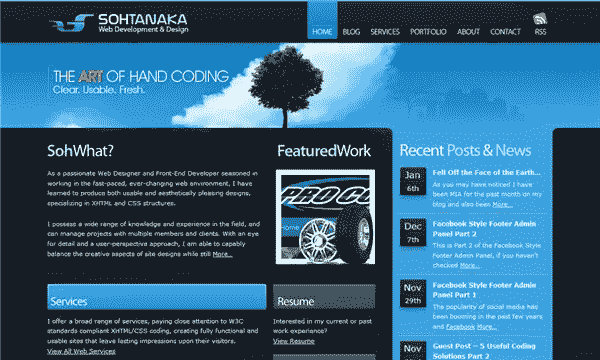 SOHTANAKA
Web Development & Design
HOME BLOG SERVICES PORTFOLIO ABOUT CONTACT RSS
THE ART OF HAND CODING
Clear. Usable. Fresh.
SohWhat?
As a passionate Web Designer and Front-End Developer seasoned in
working in the fast-paced, ever-changing web environment, I have
learned to produce both usable and aesthetically pleasing designs,
specializing in XHTML and CSS structures.
I possess a wide range of knowledge and experience in the field, and
can manage projects with multiple members and clients. With an eye
for detail and a user-perspective approach, I am able to capably
balance the creative aspects of site designs while still More...
Services
I offer a broad range of services, paying close attention to W3C
standards compliant XHTML/CSS coding, creating fully functional and
usable sites that leave lasting impressions upon their visitors.
View All Web Services
FeaturedWork
PRO CO
Home
Resume
Interested in my current or past
work experience?
View Resume
Recent Posts & News
Jan
6th
Fell Off the Face of the Earth...
As you may have noticed I have
been MIA for the past month on my
blog and also been More...
Dec
7th
Facebook Style Footer Admin
Panel Part 2
This is Part 2 of the Facebook
Style Footer Admin Panel, if you haven't
checked More...
Nov
29th
Facebook Style Footer Admin
Panel Part 1
The popularity of social media has
been booming in the past few years
and Facebook More...
Nov
Guest Post – 5 Useful Coding
Solutions Part 2